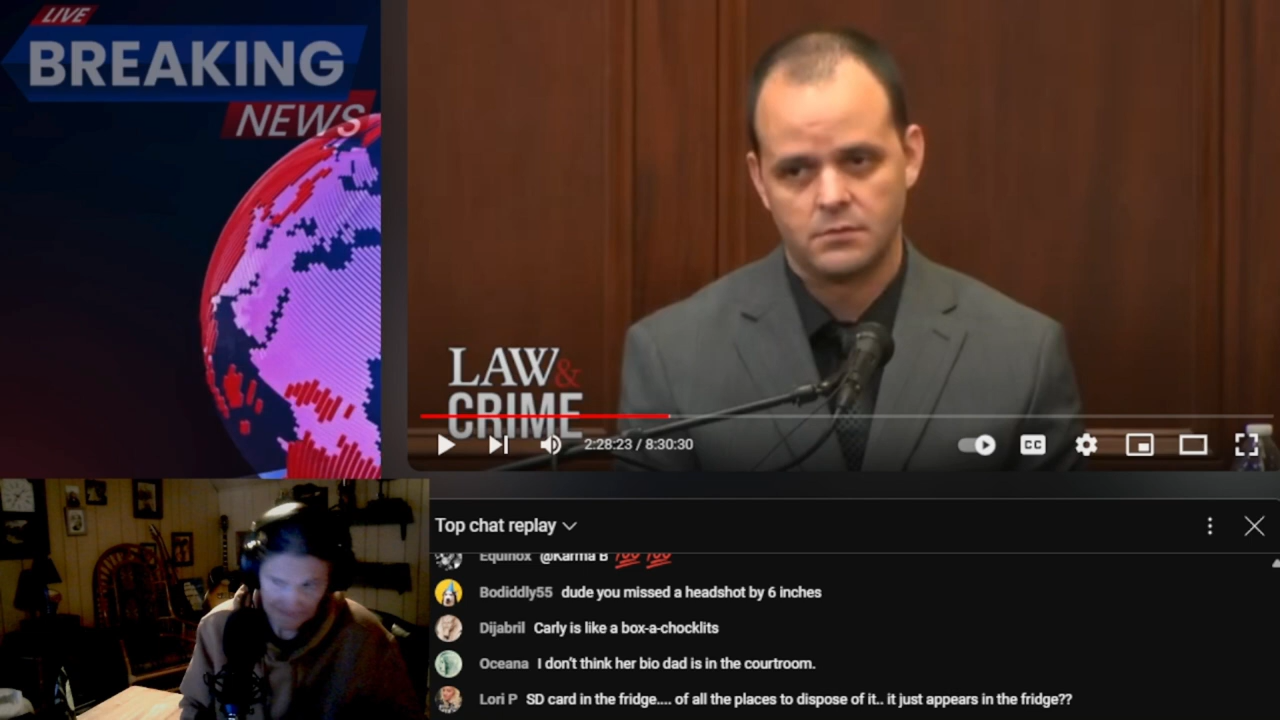 LIVE
BREAKING
NEWS
LAW&
CRIME
2:28:23 / 8:30:30
CC
Top chat replay
Equinox @Karma B 💯 💯
Bodiddly55 dude you missed a headshot by 6 inches
Dijabril Carly is like a box-a-chocklits
Oceana I don't think her bio dad is in the courtroom.
Lori P SD card in the fridge.... of all the places to dispose of it.. it just appears in the fridge??